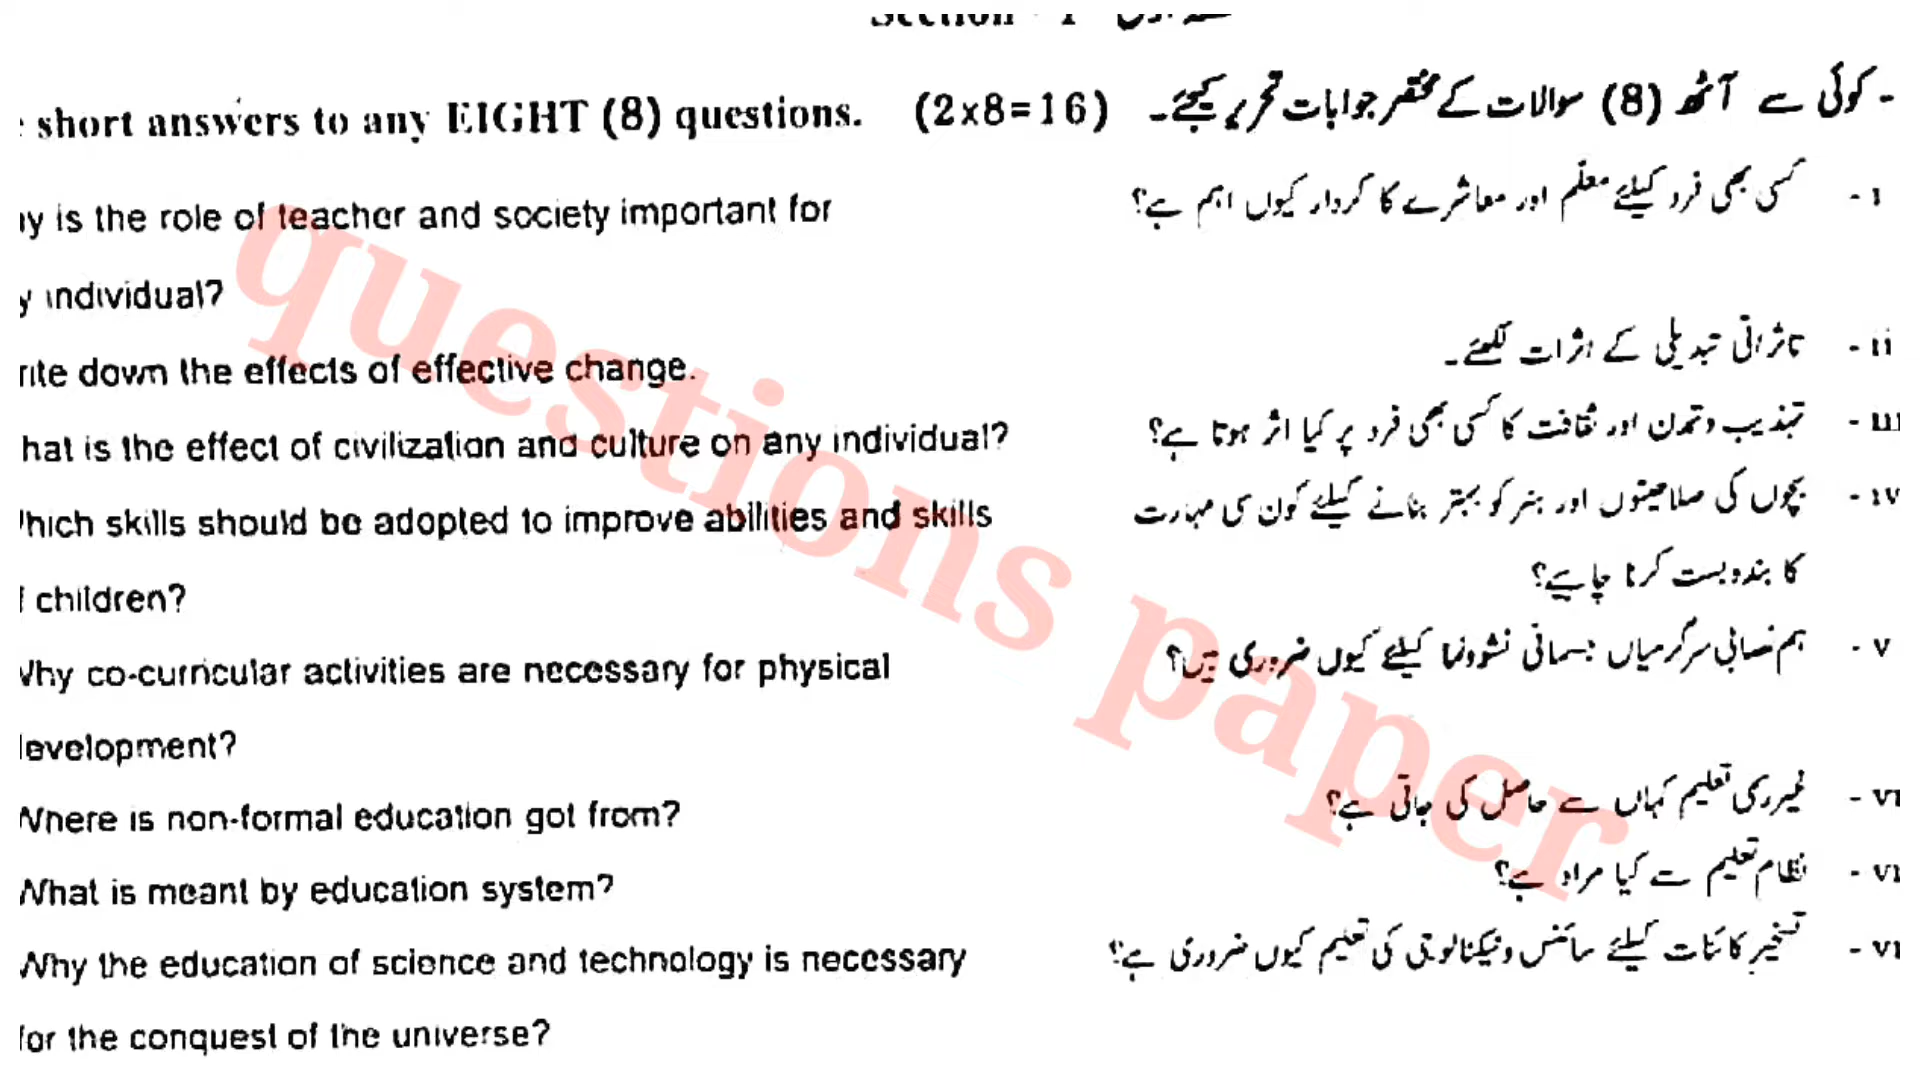 Section - I حصہ اول
: short answers to any EIGHT (8) questions. (2x8=16) - کوئی سے آٹھ (8) سوالات کے مختصر جوابات تحریر کیجئے۔
y is the role of teacher and society important for کسی بھی فرد کیلئے معلم اور معاشرے کا کردار کیوں اہم ہے؟ - i
y individual?
rite down the effects of effective change. تاثراتی تبدیلی کے اثرات لکھئے۔ - ii
hat is the effect of civilization and culture on any individual? تہذیب و تمدن اور ثقافت کا کسی بھی فرد پر کیا اثر ہوتا ہے؟ - iii
hich skills should be adopted to improve abilities and skills بچوں کی صلاحیتوں اور ہنر کو بہتر بنانے کیلئے کون سی مہارت - iv
f children? کا بندوبست کرنا چاہیے؟
Why co-curricular activities are necessary for physical ہم نصابی سرگرمیاں جسمانی نشوونما کیلئے کیوں ضروری ہیں؟ - v
development?
Where is non-formal education got from? غیر رسمی تعلیم کہاں سے حاصل کی جاتی ہے؟ - vi
What is meant by education system? نظام تعلیم سے کیا مراد ہے؟ - vi
Why the education of science and technology is necessary تسخیر کائنات کیلئے سائنس و ٹیکنالوجی کی تعلیم کیوں ضروری ہے؟ - vi
for the conquest of the universe?
questions paper